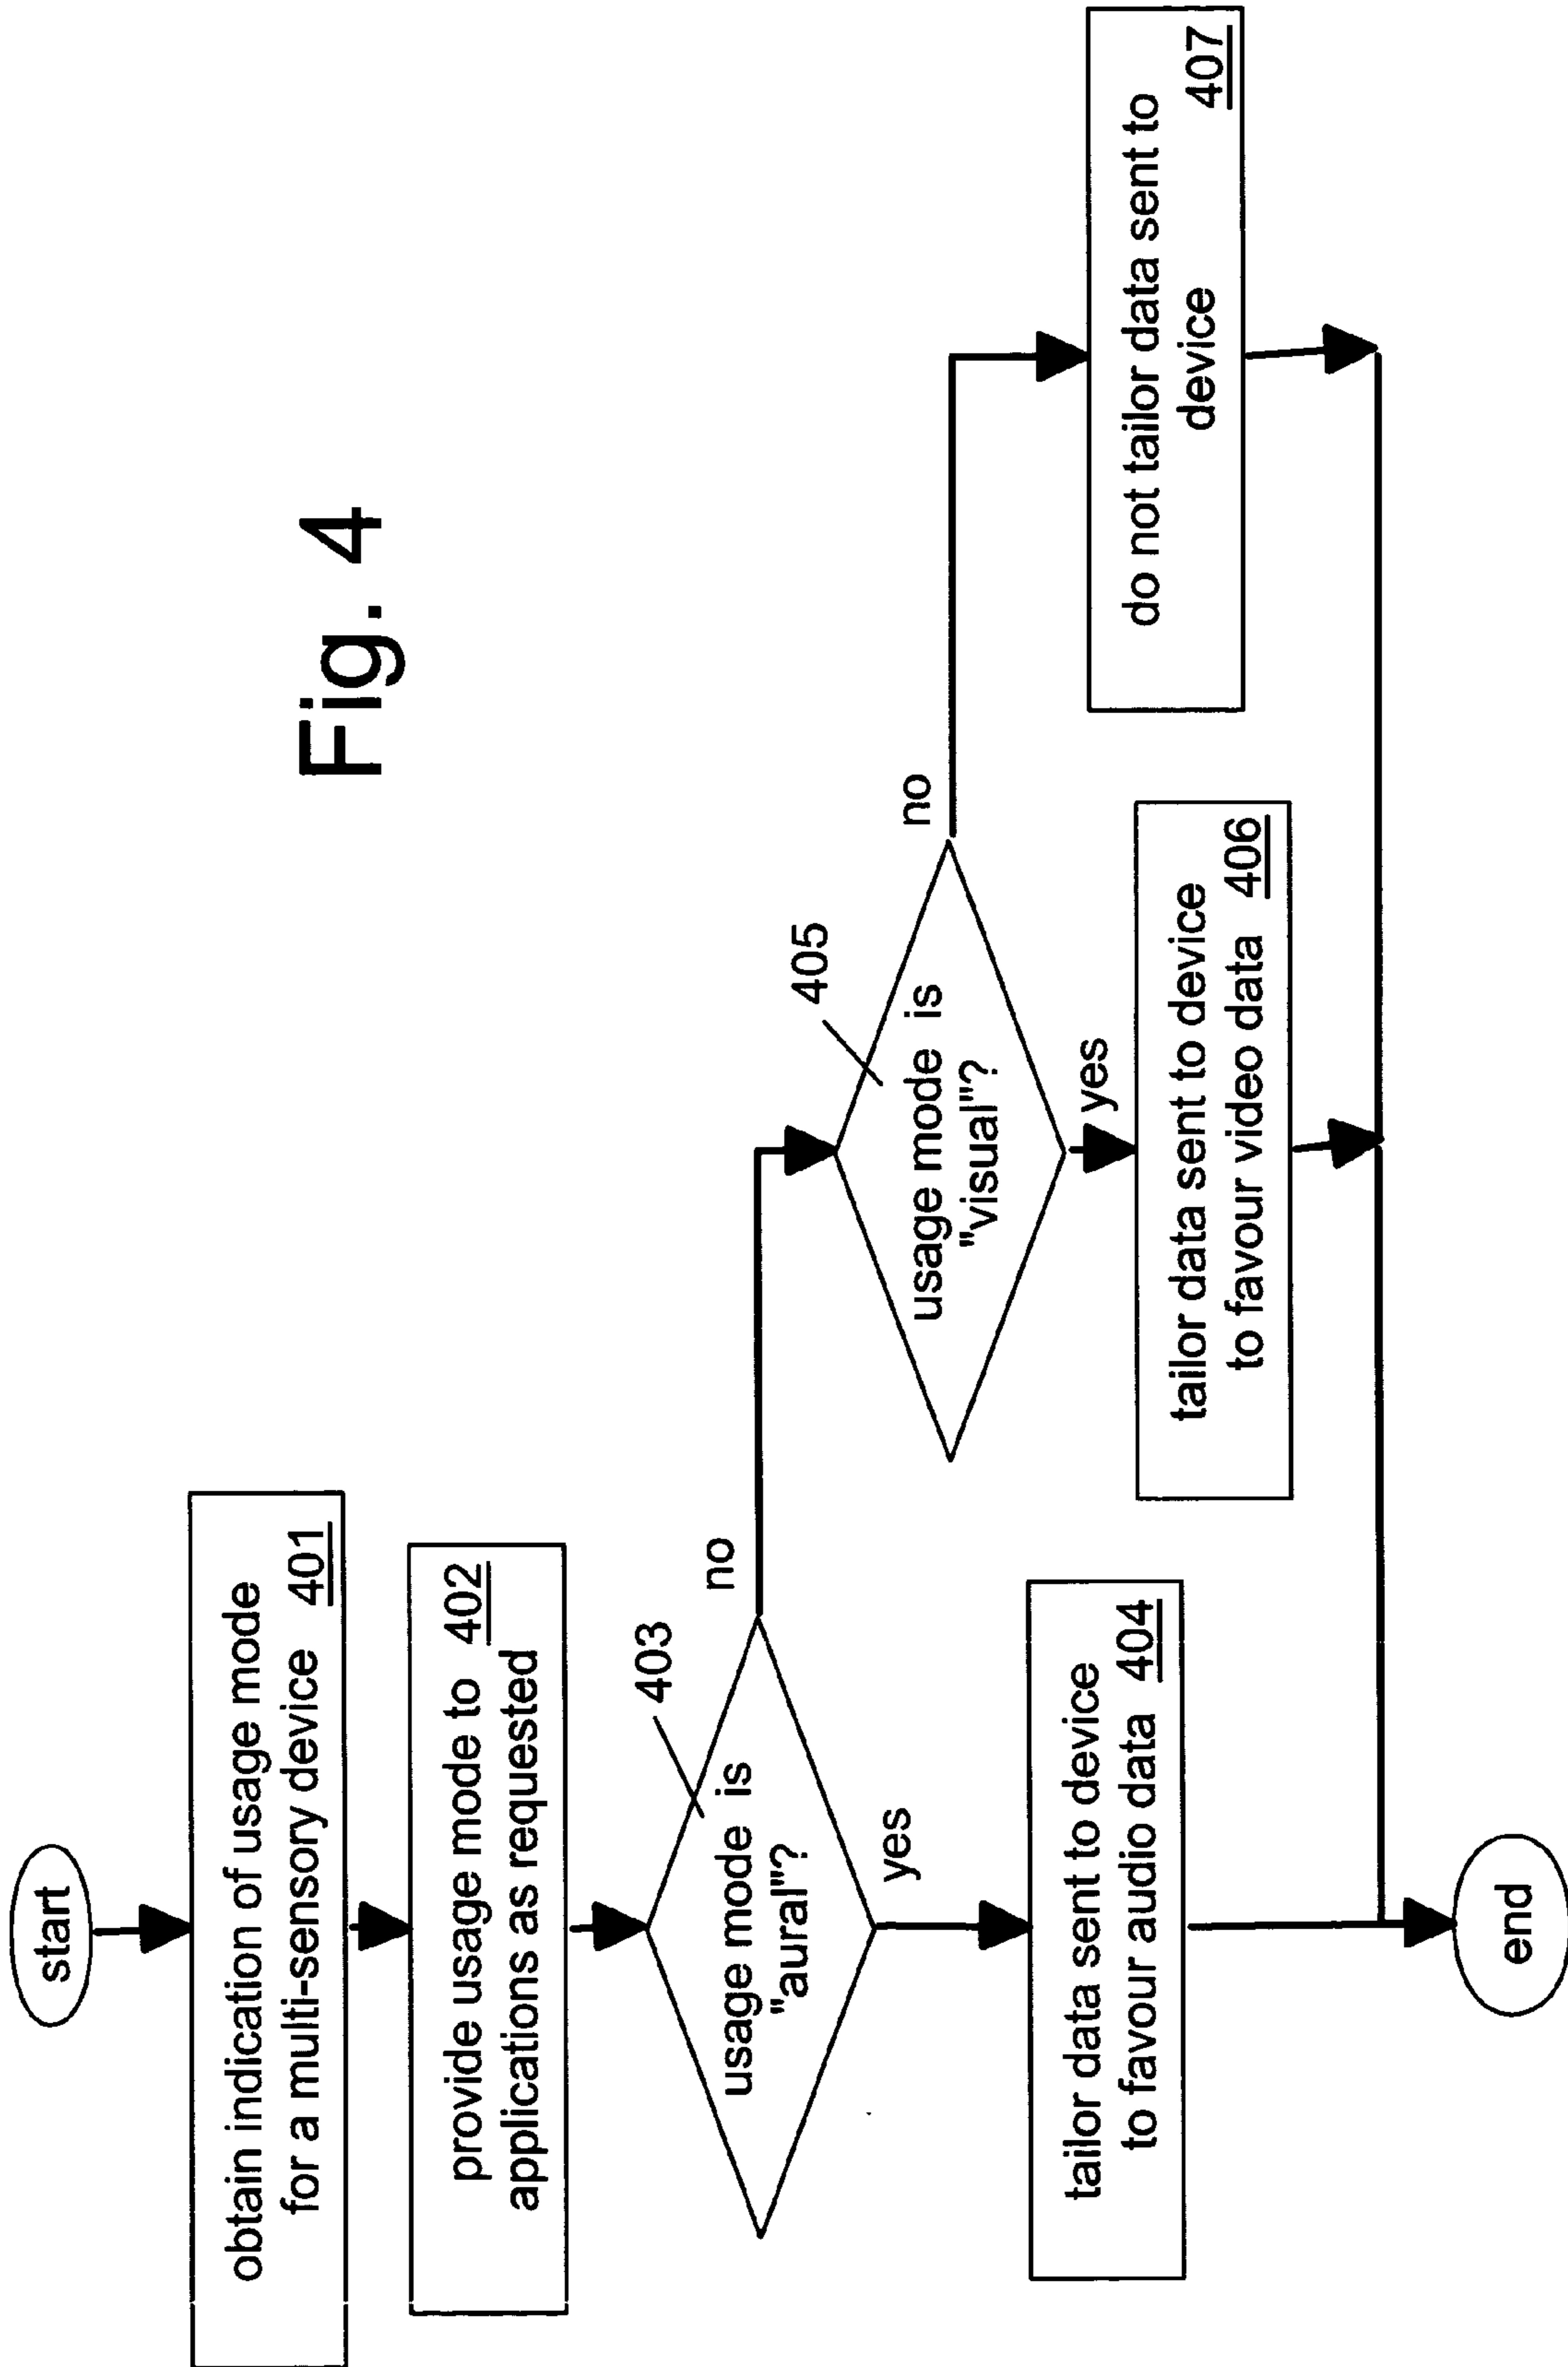 Fig. 4
start
obtain indication of usage mode
for a multi-sensory device 401
provide usage mode to 402
applications as requested
403
usage mode is
"aural"?
no
yes
tailor data sent to device
to favour audio data 404
405
usage mode is
"visual"?
no
yes
tailor data sent to device
to favour video data 406
do not tailor data sent to
device 407
end